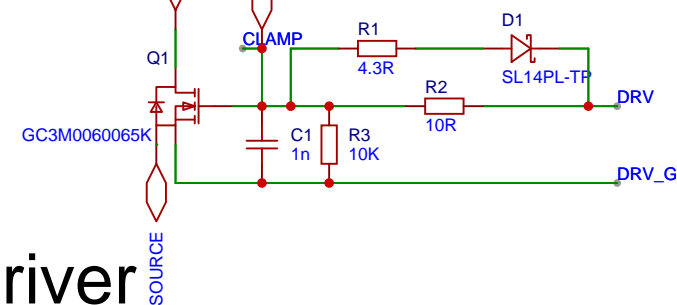 CLAMP
R1
4.3R
D1
SL14PL-TP
Q1
GC3M0060065K
R2
10R
DRV
C1
1n
R3
10K
DRV_G
SOURCE
river